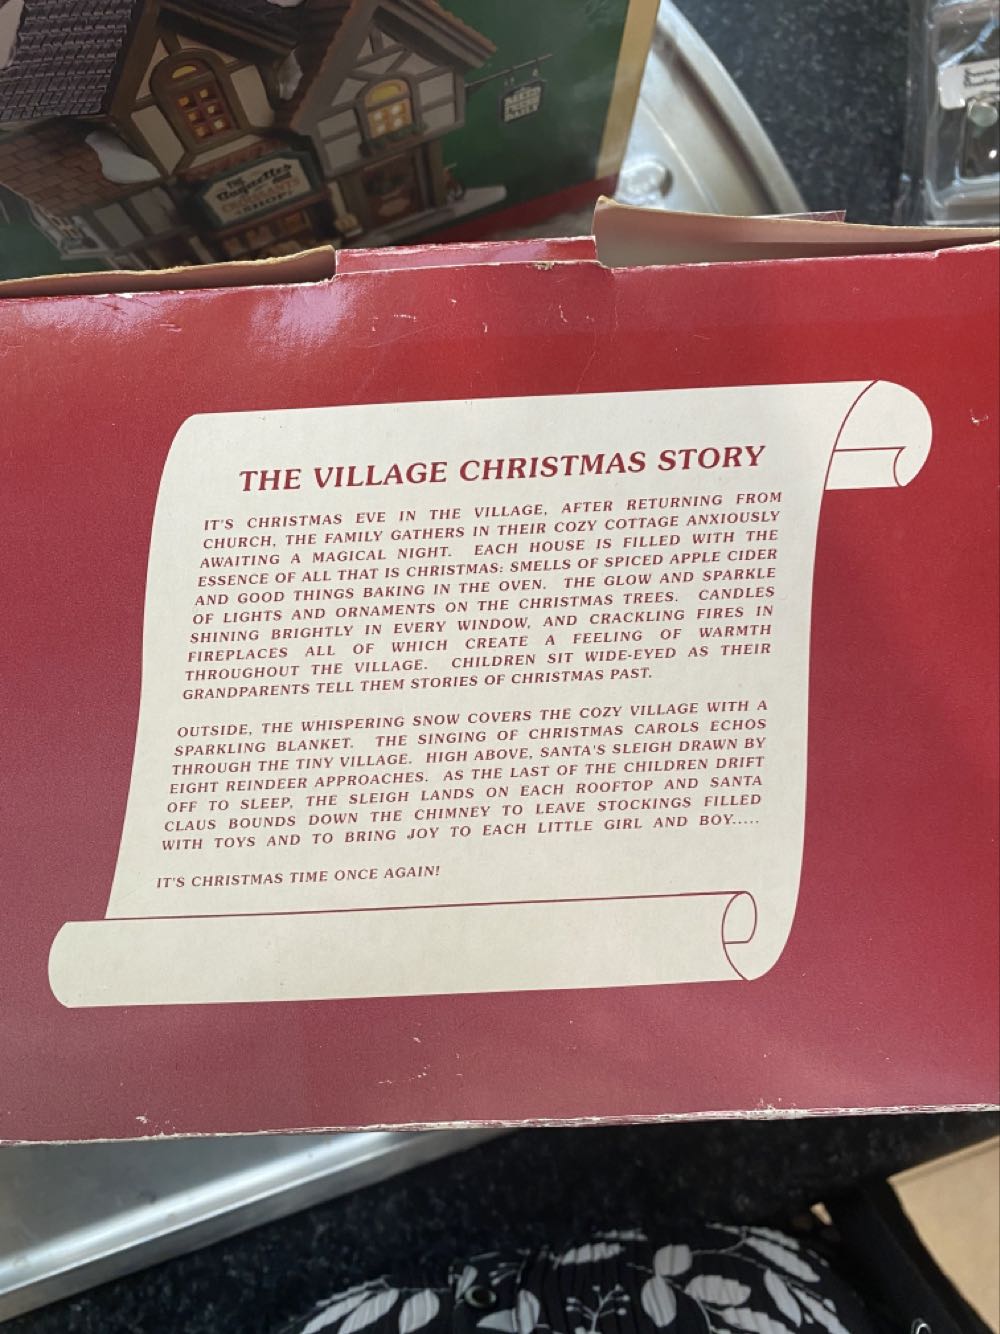 THE
ORNAMENTS
SHOP
THE VILLAGE CHRISTMAS STORY
IT'S CHRISTMAS EVE IN THE VILLAGE, AFTER RETURNING FROM
CHURCH, THE FAMILY GATHERS IN THEIR COZY COTTAGE ANXIOUSLY
AWAITING A MAGICAL NIGHT. EACH HOUSE IS FILLED WITH THE
ESSENCE OF ALL THAT IS CHRISTMAS: SMELLS OF SPICED APPLE CIDER
AND GOOD THINGS BAKING IN THE OVEN. THE GLOW AND SPARKLE
OF LIGHTS AND ORNAMENTS ON THE CHRISTMAS TREES. CANDLES
SHINING BRIGHTLY IN EVERY WINDOW, AND CRACKLING FIRES IN
FIREPLACES ALL OF WHICH CREATE A FEELING OF WARMTH
THROUGHOUT THE VILLAGE. CHILDREN SIT WIDE-EYED AS THEIR
GRANDPARENTS TELL THEM STORIES OF CHRISTMAS PAST.
OUTSIDE, THE WHISPERING SNOW COVERS THE COZY VILLAGE WITH A
SPARKLING BLANKET. THE SINGING OF CHRISTMAS CAROLS ECHOS
THROUGH THE TINY VILLAGE. HIGH ABOVE, SANTA'S SLEIGH DRAWN BY
EIGHT REINDEER APPROACHES. AS THE LAST OF THE CHILDREN DRIFT
OFF TO SLEEP, THE SLEIGH LANDS ON EACH ROOFTOP AND SANTA
CLAUS BOUNDS DOWN THE CHIMNEY TO LEAVE STOCKINGS FILLED
WITH TOYS AND TO BRING JOY TO EACH LITTLE GIRL AND BOY.....
IT'S CHRISTMAS TIME ONCE AGAIN!